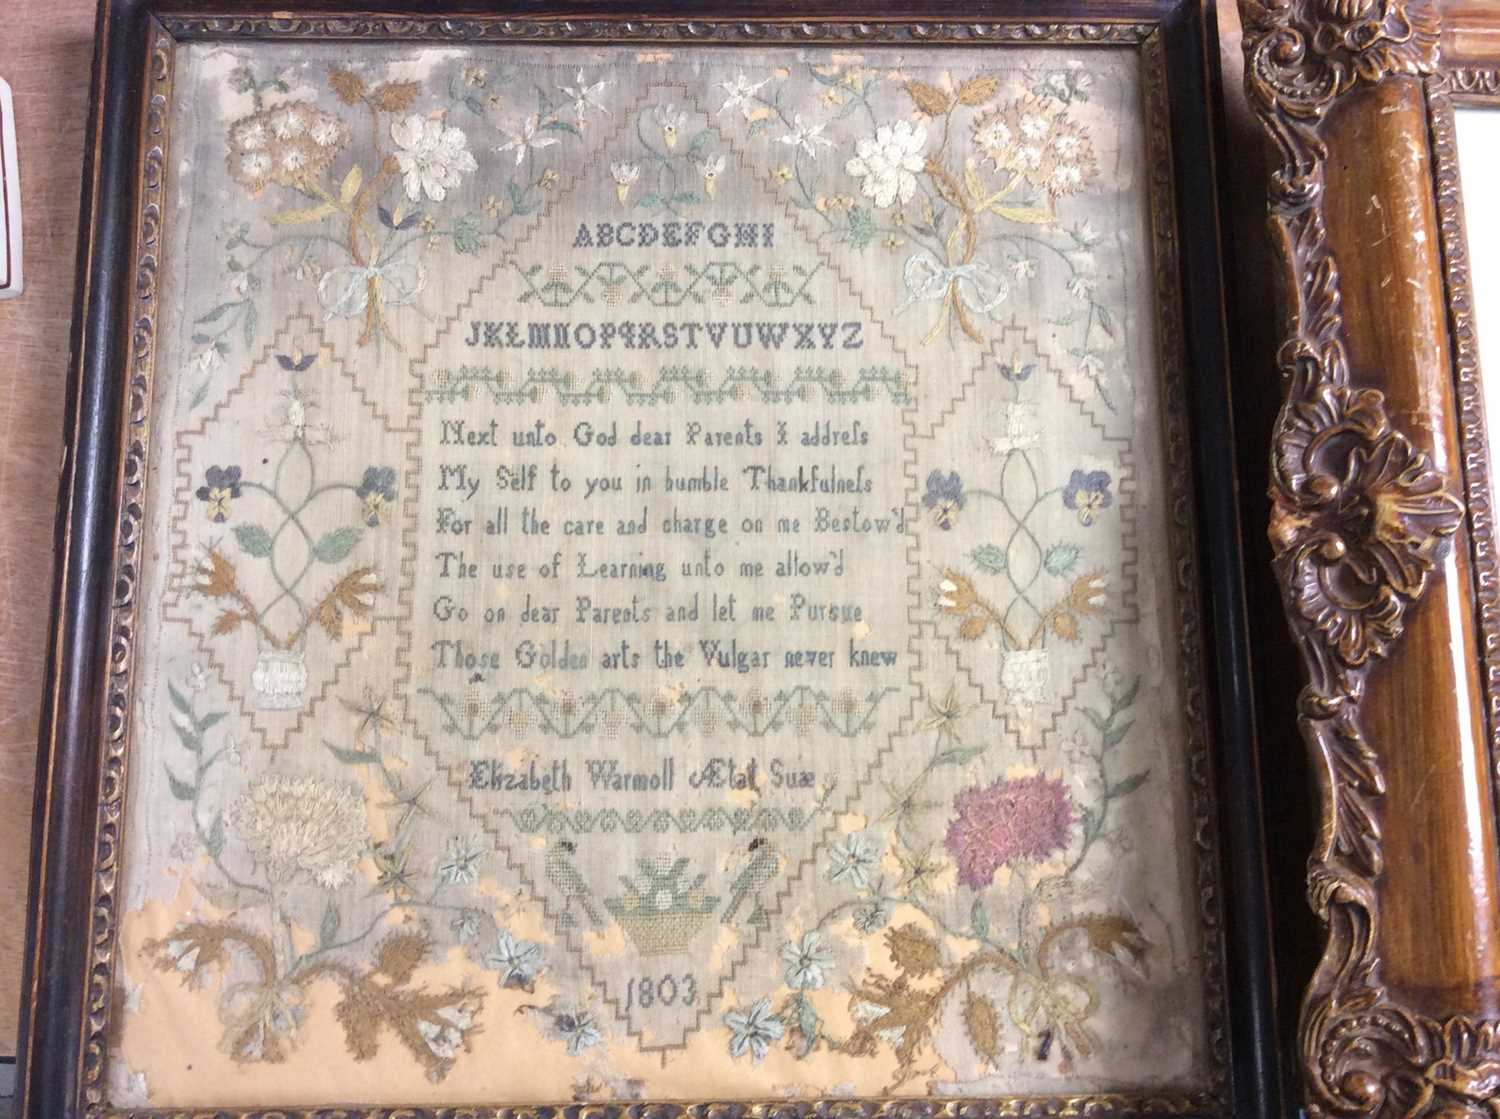 ABCDEFGHI
JKLMNOPQRSTVUWXYZ
Next unto God dear Parents I addreſs
My Self to you in humble Thankfulneſs
For all the care and charge on me Bestow'd
The use of Learning unto me allow'd
Go on dear Parents and let me Pursue
Those Golden arts the Vulgar never knew
Elizabeth Warmoll Ætat Suæ
1803